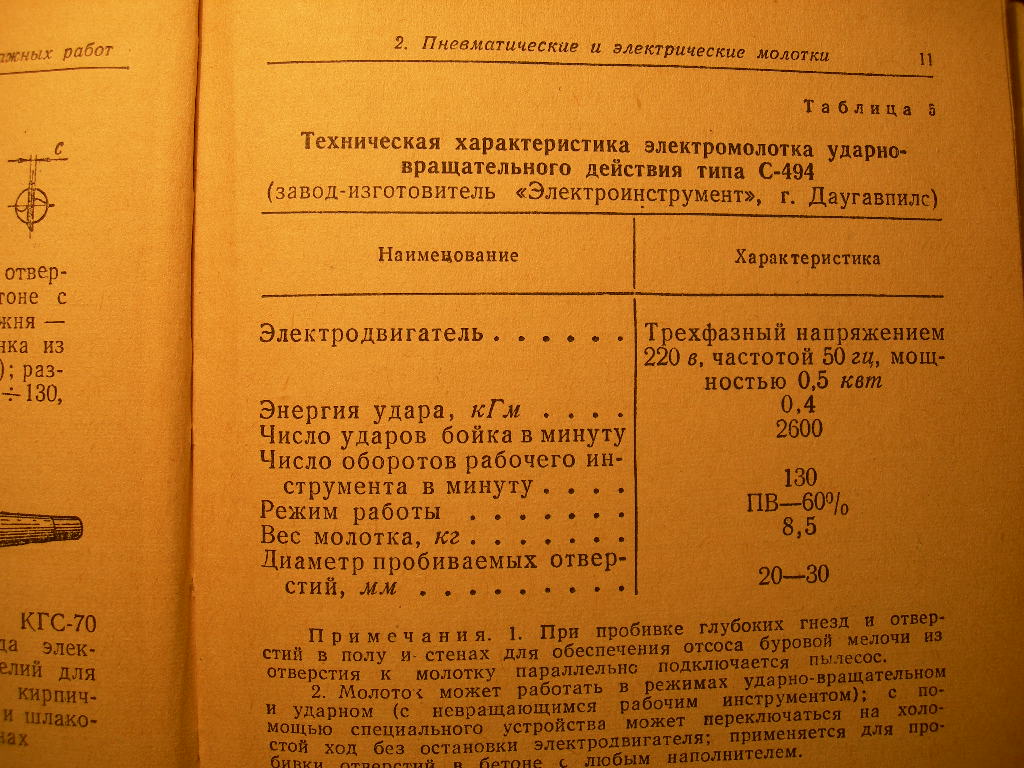 ажных работ
с
отвер-
тоне с
жня —
нка из
); раз-
÷130,
КГС-70
да элек-
елий для
кирпич-
и шлако-
нах
2. Пневматические и электрические молотки 11
Таблица 5
Техническая характеристика электромолотка ударно-
вращательного действия типа С-494
(завод-изготовитель «Электроинструмент», г. Даугавпилс)
Наименование Характеристика
Электродвигатель . . . . . . Трехфазный напряжением
220 в, частотой 50 гц, мощ-
ностью 0,5 квт
Энергия удара, кГм . . . . 0,4
Число ударов бойка в минуту 2600
Число оборотов рабочего ин-
струмента в минуту . . . . 130
Режим работы . . . . . . . ПВ—60%
Вес молотка, кг . . . . . . . 8,5
Диаметр пробиваемых отвер-
стий, мм . . . . . . . . . 20—30
Примечания. 1. При пробивке глубоких гнезд и отвер-
стий в полу и стенах для обеспечения отсоса буровой мелочи из
отверстия к молотку параллельно подключается пылесос.
2. Молоток может работать в режимах ударно-вращательном
и ударном (с невращающимся рабочим инструментом); с по-
мощью специального устройства может переключаться на холо-
стой ход без остановки электродвигателя; применяется для про-
бивки отверстий в бетоне с любым наполнителем.